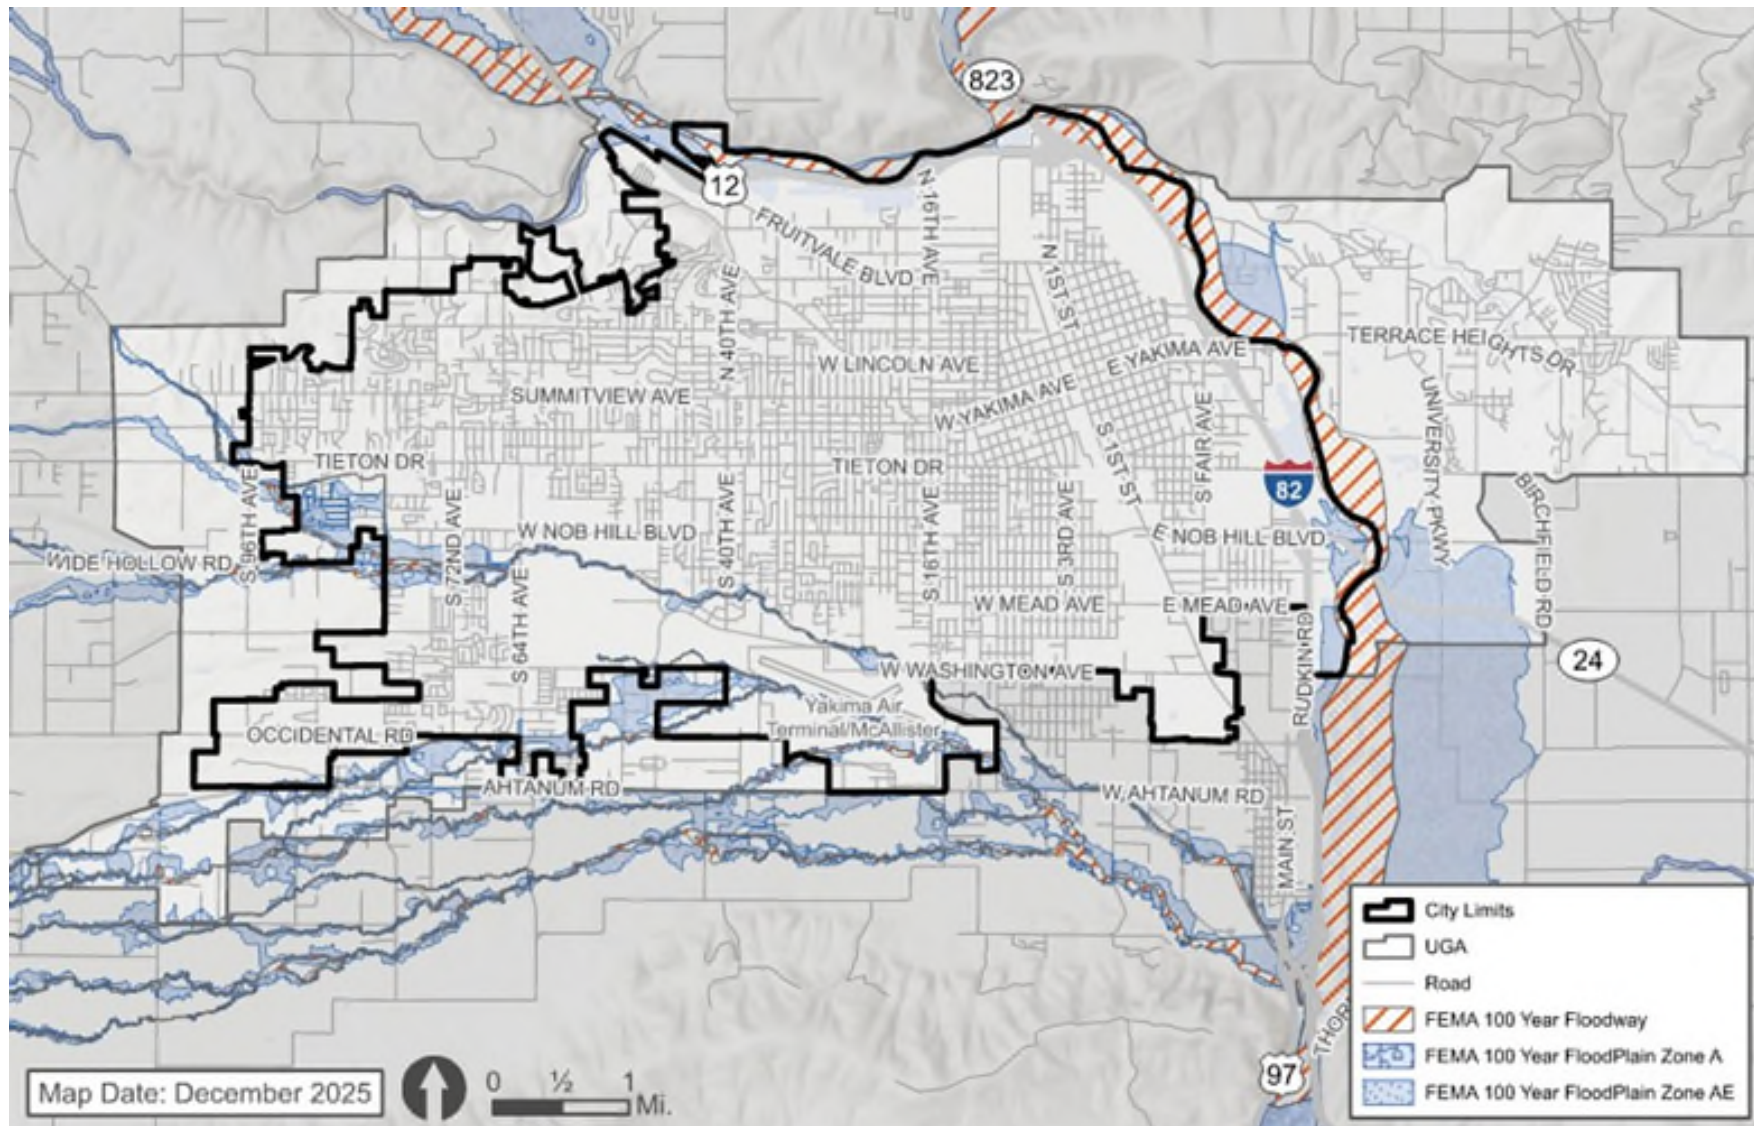 823
12
FRUITVALE BLVD
N 16TH AVE
N 1ST ST
N 40TH AVE
W LINCOLN AVE
E YAKIMA AVE
TERRACE HEIGHTS DR
SUMMITVIEW AVE
W YAKIMA AVE
S FAIR AVE
UNIVERSITY PKWY
TIETON DR
TIETON DR
S 1ST ST
82
BIRCHFIELD RD
S 96TH AVE
S 72ND AVE
S 40TH AVE
S 16TH AVE
S 3RD AVE
W NOB HILL BLVD
E NOB HILL BLVD
WIDE HOLLOW RD
S 64TH AVE
W MEAD AVE
E MEAD AVE
RUDKIN RD
W WASHINGTON AVE
24
Yakima Air
Terminal/McAllister
OCCIDENTAL RD
AHTANUM RD
W AHTANUM RD
MAIN ST
THOR
97
City Limits
UGA
Road
FEMA 100 Year Floodway
FEMA 100 Year FloodPlain Zone A
FEMA 100 Year FloodPlain Zone AE
Map Date: December 2025
0 ½ 1
Mi.